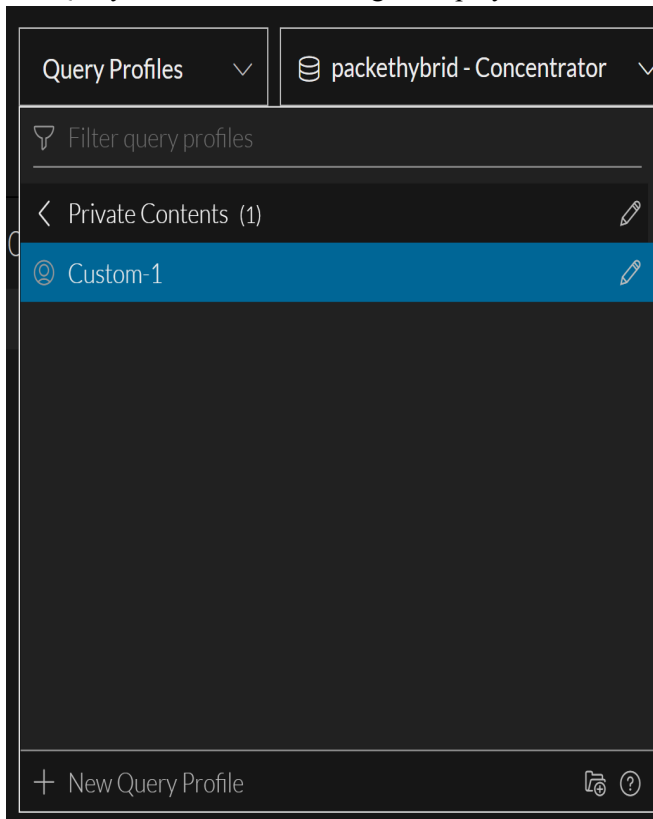 Query Profiles
packethybrid - Concentrator
Filter query profiles
Private Contents (1)
Custom-1
New Query Profile